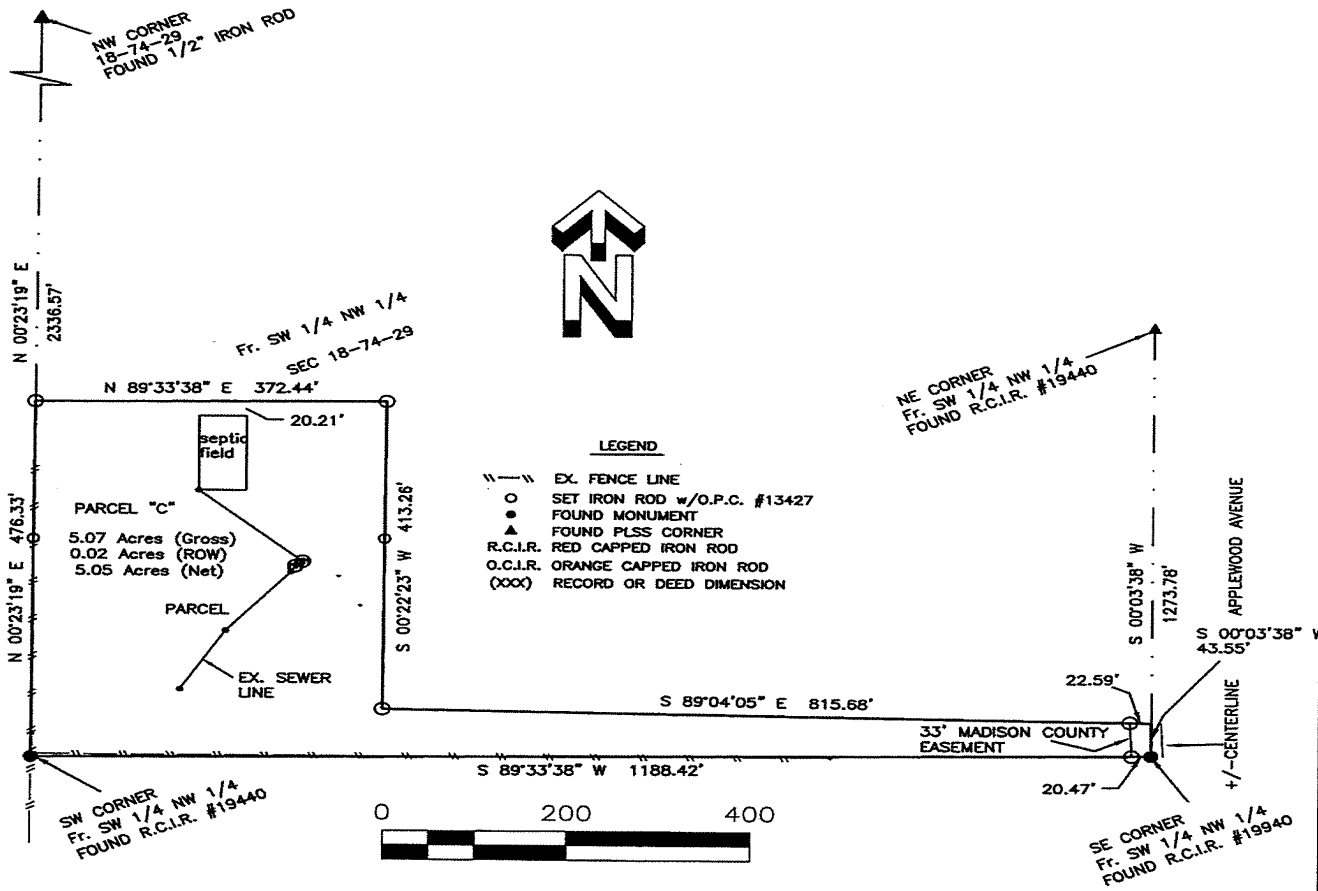 NW CORNER
18-74-29
FOUND 1/2" IRON ROD
N 00°23'19" E
2336.57'
Fr. SW 1/4 NW 1/4
SEC 18-74-29
N
N 89°33'38" E 372.44'
20.21'
septic
field
NE CORNER
Fr. SW 1/4 NW 1/4
FOUND R.C.I.R. #19440
N 00°23'19" E 476.33'
PARCEL "C"
5.07 Acres (Gross)
0.02 Acres (ROW)
5.05 Acres (Net)
PARCEL
EX. SEWER
LINE
S 00°22'23" W 413.26'
LEGEND
EX. FENCE LINE
SET IRON ROD w/O.P.C. #13427
FOUND MONUMENT
FOUND PLSS CORNER
R.C.I.R. RED CAPPED IRON ROD
O.C.I.R. ORANGE CAPPED IRON ROD
(XXX) RECORD OR DEED DIMENSION
S 00°03'38" W
1273.78'
+/-CENTERLINE APPLEWOOD AVENUE
S 00°03'38" W
43.55'
22.59'
S 89°04'05" E 815.68'
33' MADISON COUNTY
EASEMENT
S 89°33'38" W 1188.42'
20.47'
SW CORNER
Fr. SW 1/4 NW 1/4
FOUND R.C.I.R. #19440
0 200 400
SE CORNER
Fr. SW 1/4 NW 1/4
FOUND R.C.I.R. #19940